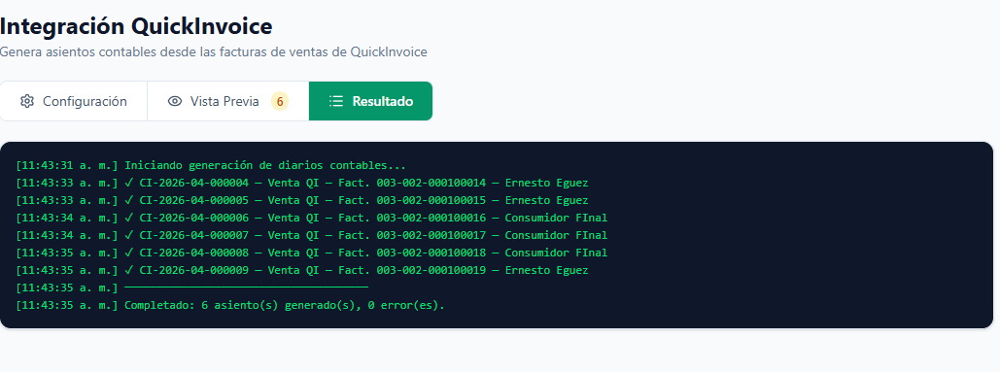 Integración QuickInvoice
Genera asientos contables desde las facturas de ventas de QuickInvoice
Configuración Vista Previa 6 Resultado
[11:43:31 a. m.] Iniciando generación de diarios contables...
[11:43:33 a. m.] ✓ CI-2026-04-000004 — Venta QI — Fact. 003-002-000100014 — Ernesto Eguez
[11:43:33 a. m.] ✓ CI-2026-04-000005 — Venta QI — Fact. 003-002-000100015 — Ernesto Eguez
[11:43:34 a. m.] ✓ CI-2026-04-000006 — Venta QI — Fact. 003-002-000100016 — Consumidor FInal
[11:43:34 a. m.] ✓ CI-2026-04-000007 — Venta QI — Fact. 003-002-000100017 — Consumidor FInal
[11:43:35 a. m.] ✓ CI-2026-04-000008 — Venta QI — Fact. 003-002-000100018 — Consumidor FInal
[11:43:35 a. m.] ✓ CI-2026-04-000009 — Venta QI — Fact. 003-002-000100019 — Ernesto Eguez
[11:43:35 a. m.] ────────────────────────────────────────
[11:43:35 a. m.] Completado: 6 asiento(s) generado(s), 0 error(es).